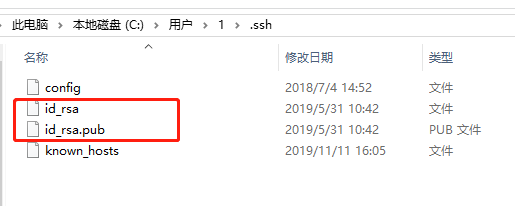 此电脑 › 本地磁盘 (C:) › 用户 › 1 › .ssh
名称 修改日期 类型
config 2018/7/4 14:52 文件
id_rsa 2019/5/31 10:42 文件
id_rsa.pub 2019/5/31 10:42 PUB 文件
known_hosts 2019/11/11 16:05 文件